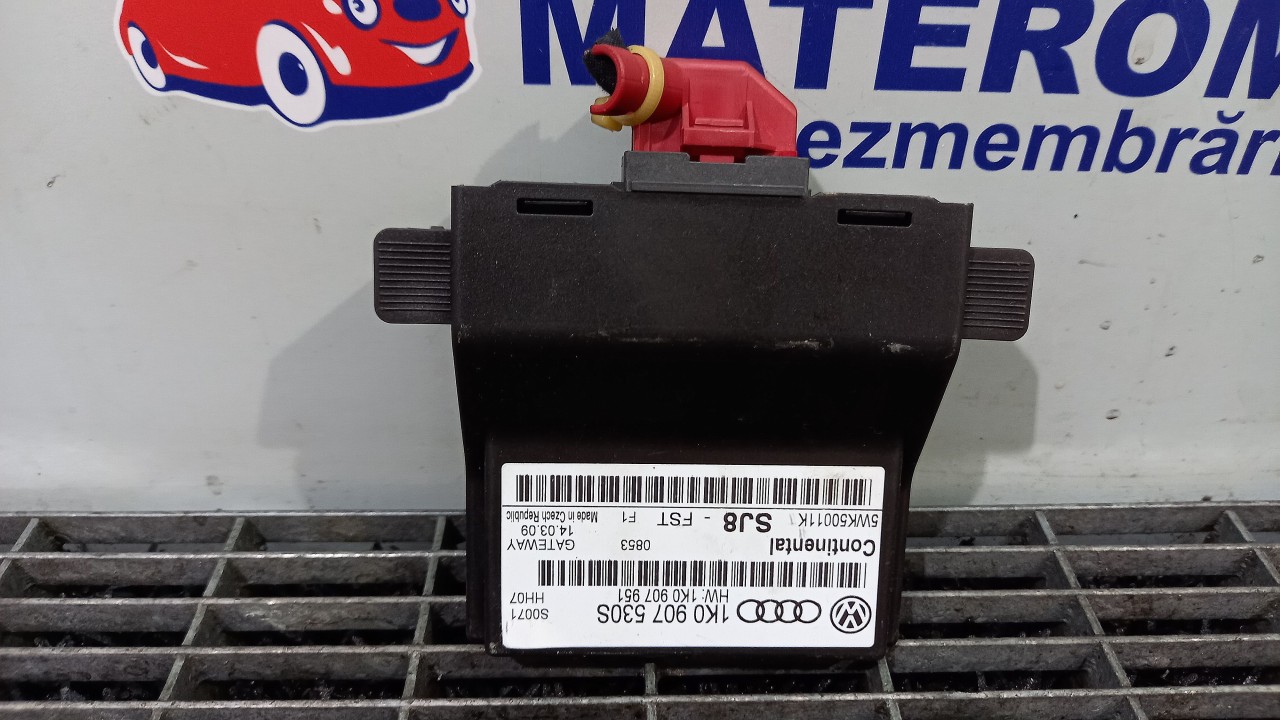 MATEROM
ezmembrări
1K0 907 530S
S0071
HW: 1K0 907 951
HH07
Continental
0853
GATEWAY
14.03.09
5WK50011K
SJ8 - FST F1
Made in Czech Republic